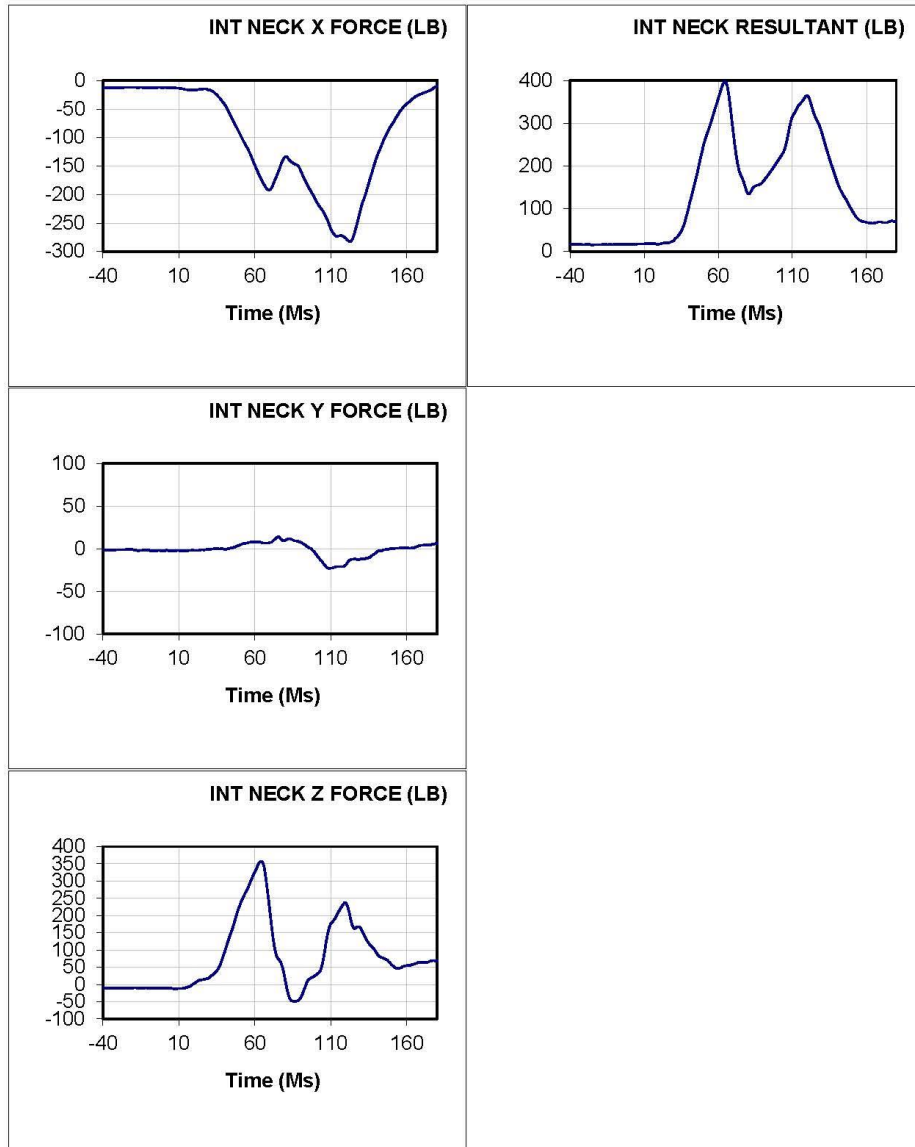 INT NECK X FORCE (LB)
0
-50
-100
-150
-200
-250
-300
-40 10 60 110 160
Time (Ms)
INT NECK RESULTANT (LB)
400
300
200
100
0
-40 10 60 110 160
Time (Ms)
INT NECK Y FORCE (LB)
100
50
0
-50
-100
-40 10 60 110 160
Time (Ms)
INT NECK Z FORCE (LB)
400
350
300
250
200
150
100
50
0
-50
-100
-40 10 60 110 160
Time (Ms)